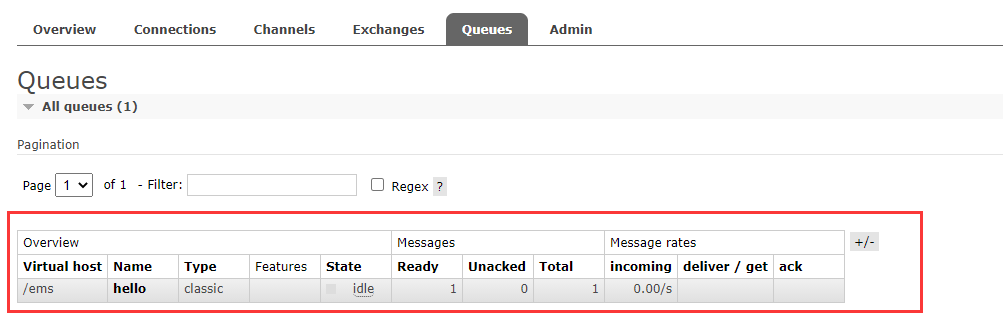 Overview Connections Channels Exchanges Queues Admin
Queues
All queues (1)
Pagination
Page 1 of 1 - Filter: Regex ?
Overview Messages Message rates +/-
Virtual host Name Type Features State Ready Unacked Total incoming deliver / get ack
/ems hello classic idle 1 0 1 0.00/s